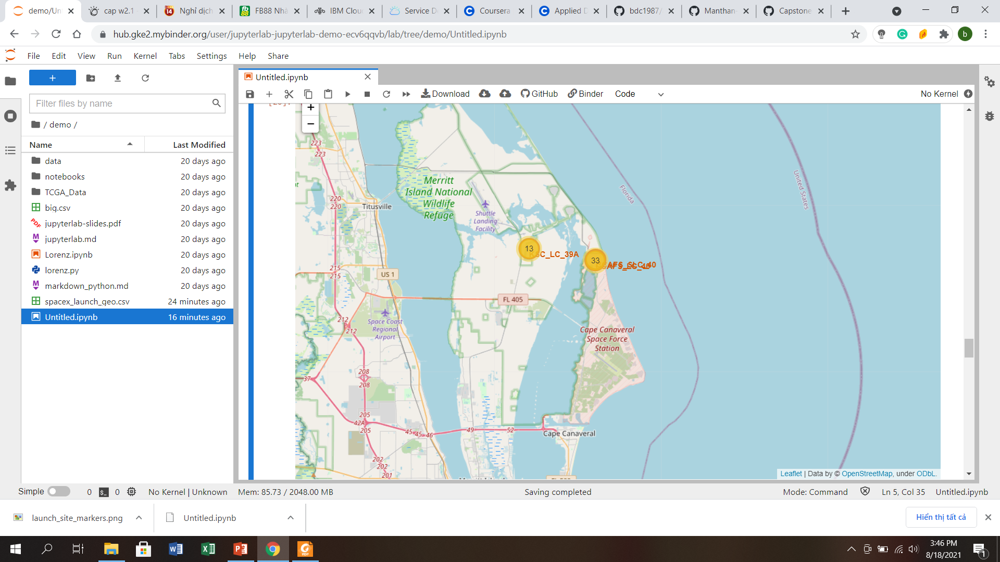 demo/Un
cap w2.1
Nghỉ dịch
FB88 Nhà
IBM Clou
Service De
Coursera
Applied D
bdc1987/
Manthan-
Capstone
hub.gke2.mybinder.org/user/jupyterlab-jupyterlab-demo-ecv6qqvb/lab/tree/demo/Untitled.ipynb
b
File Edit View Run Kernel Tabs Settings Help Share
Filter files by name
/ demo /
Name Last Modified
data 20 days ago
notebooks 20 days ago
TCGA_Data 20 days ago
big.csv 20 days ago
jupyterlab-slides.pdf 20 days ago
jupyterlab.md 20 days ago
Lorenz.ipynb 20 days ago
lorenz.py 20 days ago
markdown_python.md 20 days ago
spacex_launch_geo.csv 24 minutes ago
Untitled.ipynb 16 minutes ago
Untitled.ipynb
Download GitHub Binder Code No Kernel
+
−
223
223
Merritt
Island National
Wildlife
Refuge
220
220
Titusville
Shuttle
Landing
Facility
Florida
United States
13
KSC_LC_39A
33
CAFS_SLC_40
CCAFS_LC_40
215
215
US 1
FL 405
212
212
Space Coast
Regional
Airport
Cape Canaveral
Space Force
Station
37
208
208
205
42A
205
45 45 46
49
52
Cape Canaveral
202
202
201
Leaflet | Data by © OpenStreetMap, under ODbL.
Simple 0 0 No Kernel | Unknown Mem: 85.73 / 2048.00 MB Saving completed Mode: Command Ln 5, Col 35 Untitled.ipynb
launch_site_markers.png
Untitled.ipynb
Hiển thị tất cả
3:46 PM
8/18/2021
1